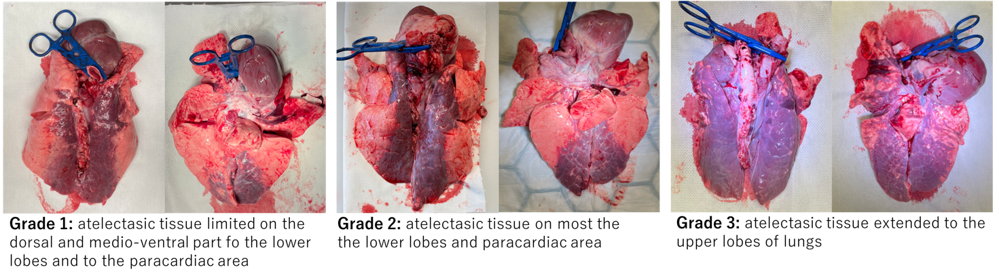 Grade 1: atelectasic tissue limited on the
dorsal and medio-ventral part fo the lower
lobes and to the paracardiac area
Grade 2: atelectasic tissue on most the
the lower lobes and paracardiac area
Grade 3: atelectasic tissue extended to the
upper lobes of lungs